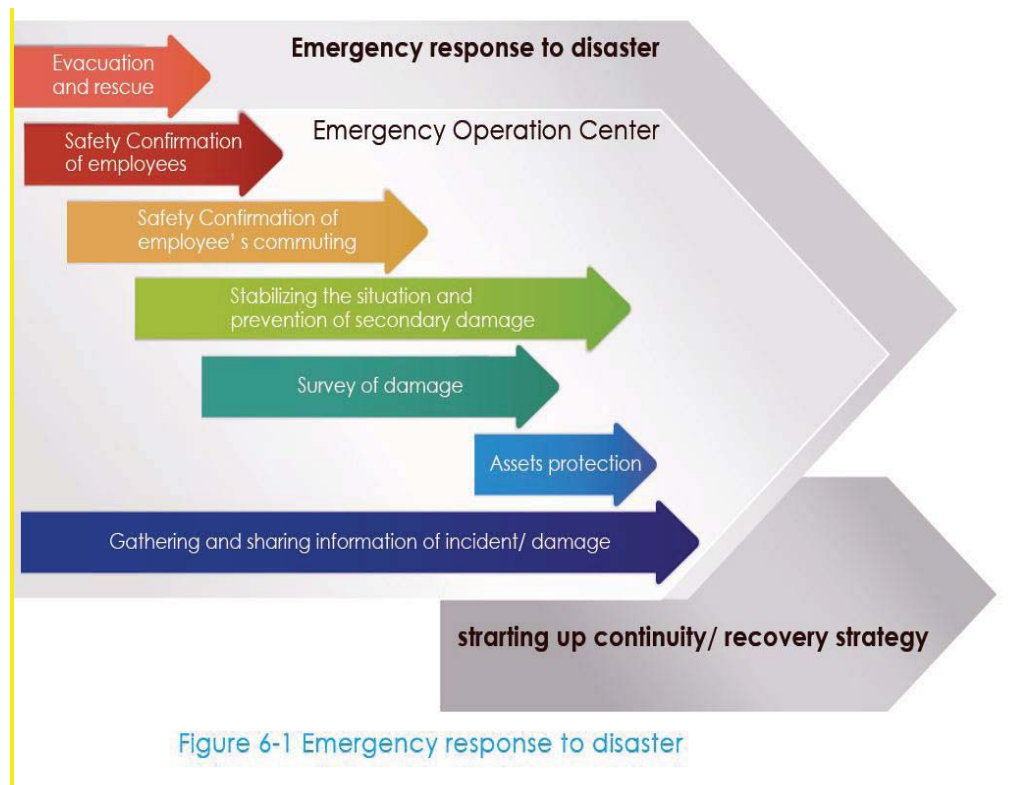 Emergency response to disaster
Evacuation
and rescue
Emergency Operation Center
Safety Confirmation
of employees
Safety Confirmation of
employee' s commuting
Stabilizing the situation and
prevention of secondary damage
Survey of damage
Assets protection
Gathering and sharing information of incident/ damage
strarting up continuity/ recovery strategy
Figure 6-1 Emergency response to disaster